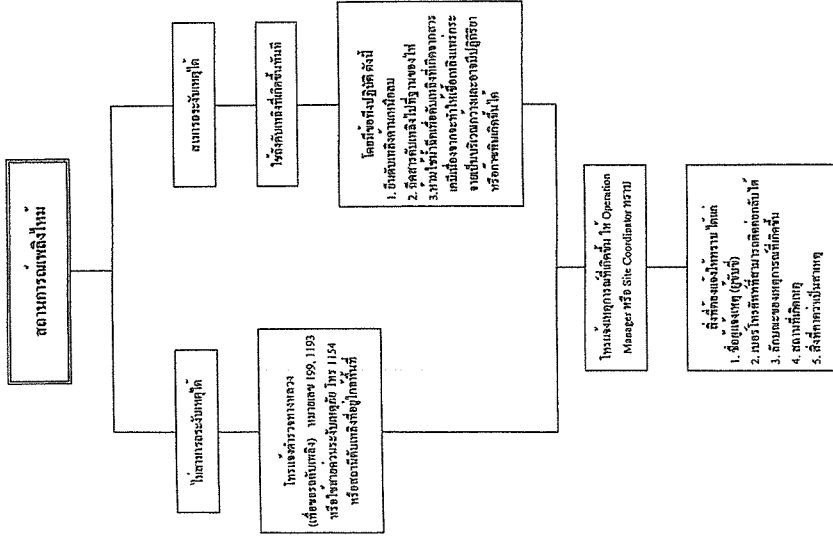 สถานการณ์เพลิงไหม้
ไม่สามารถระงับเหตุได้
โทรแจ้งตำรวจทางหลวง
(เพื่อขอรถดับเพลิง) หมายเลข 199, 1193
หรือใช้สายด่วนระงับเหตุภัย โทร 1154
หรือสถานีดับเพลิงที่อยู่ใกล้พื้นที่
สามารถระงับเหตุได้
ใช้ถังดับเพลิงที่เกิดขึ้นทันที
โดยมีข้อพึงปฏิบัติ ดังนี้
1. ยืนดับเพลิงด้านเหนือลม
2. ฉีดสารดับเพลิงไปที่ฐานของไฟ
3. ห้ามใช้น้ำฉีดเพื่อดับเพลิงที่เกิดจากสาร
เคมีเนื่องจากจะทำให้เชื้อเพลิงแพร่กระ
จายเป็นบริเวณกว้างและอาจมีปฏิกิริยา
หรือก๊าซพิษเกิดขึ้นได้
โทรแจ้งเหตุการณ์ที่เกิดขึ้น ให้ Operation
Manager หรือ Site Coordinator ทราบ
สิ่งที่ต้องแจ้งให้ทราบ ได้แก่
1. ชื่อผู้แจ้งเหตุ (ผู้ขับขี่)
2. เบอร์โทรศัพท์ที่สามารถติดต่อกลับได้
3. ลักษณะของเหตุการณ์ที่เกิดขึ้น
4. สถานที่เกิดเหตุ
5. สิ่งที่คาดว่าเป็นสาเหตุ